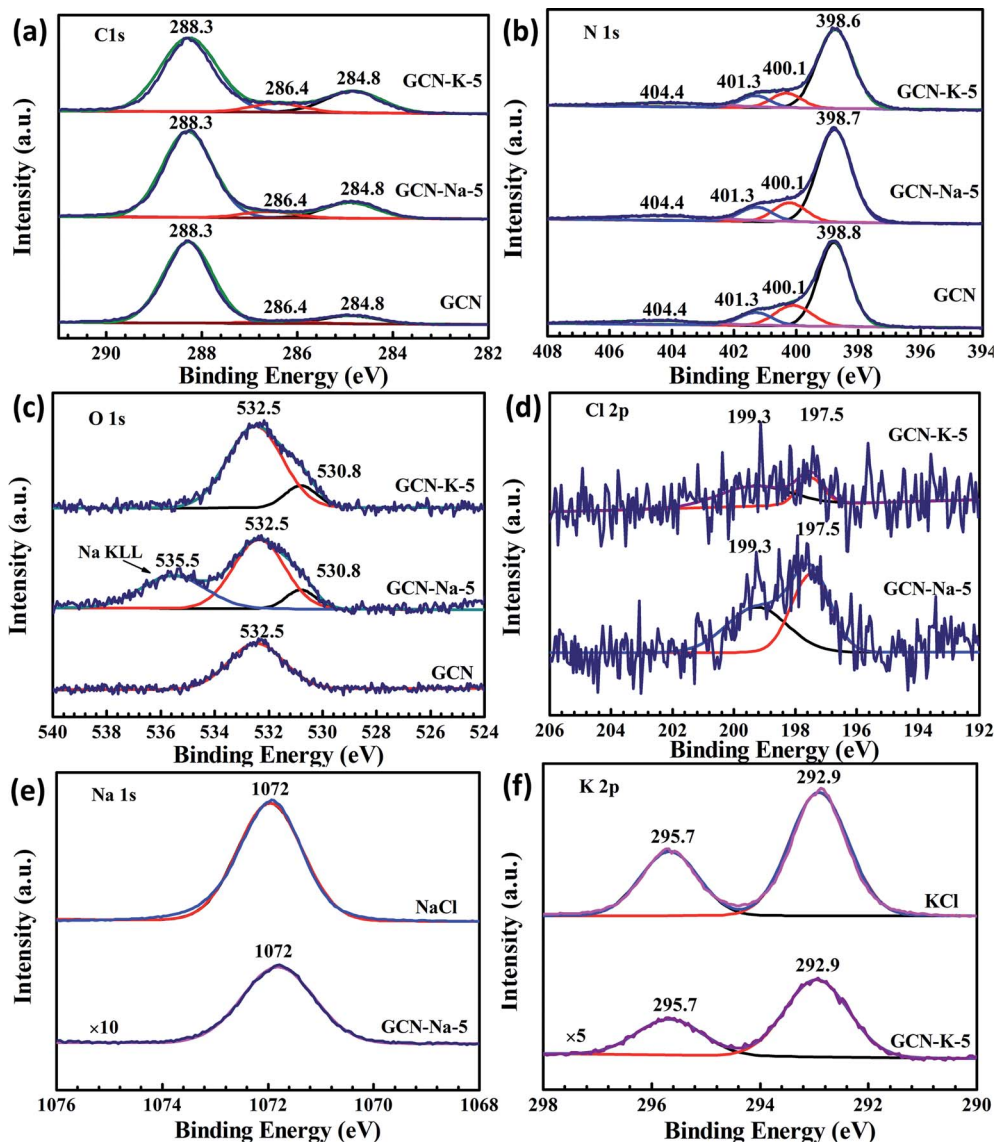 (a)
C1s
288.3
286.4
284.8
GCN-K-5
288.3
286.4
284.8
GCN-Na-5
288.3
286.4
284.8
GCN
Intensity (a.u.)
290 288 286 284 282
Binding Energy (eV)
(b)
N 1s
398.6
404.4
401.3
400.1
GCN-K-5
398.7
404.4
401.3
400.1
GCN-Na-5
398.8
404.4
401.3
400.1
GCN
Intensity (a.u.)
408 406 404 402 400 398 396 394
Binding Energy (eV)
(c)
O 1s
532.5
530.8
GCN-K-5
Na KLL
535.5
532.5
530.8
GCN-Na-5
532.5
GCN
Intensity (a.u.)
540 538 536 534 532 530 528 526 524
Binding Energy (eV)
(d)
Cl 2p
199.3
197.5
GCN-K-5
199.3
197.5
GCN-Na-5
Intensity (a.u.)
206 204 202 200 198 196 194 192
Binding Energy (eV)
(e)
Na 1s
1072
NaCl
1072
×10
GCN-Na-5
Intensity (a.u.)
1076 1074 1072 1070 1068
Binding Energy (eV)
(f)
K 2p
295.7
292.9
KCl
295.7
292.9
×5
GCN-K-5
Intensity (a.u.)
298 296 294 292 290
Binding Energy (eV)